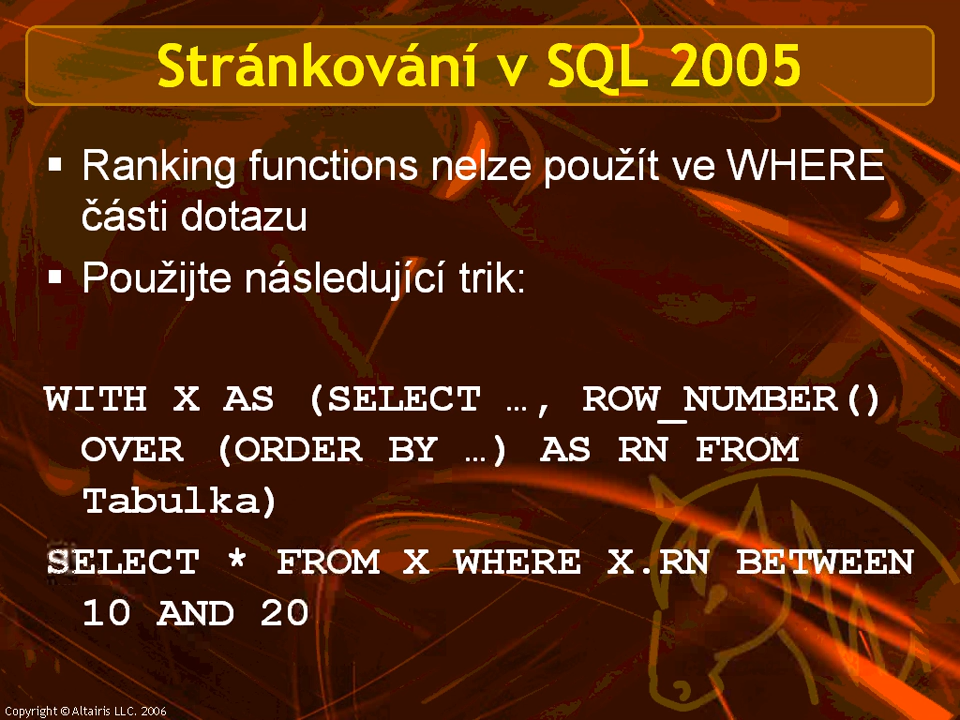 Stránkování v SQL 2005
▪ Ranking functions nelze použít ve WHERE
části dotazu
▪ Použijte následující trik:
WITH X AS (SELECT …, ROW_NUMBER()
OVER (ORDER BY …) AS RN FROM
Tabulka)
SELECT * FROM X WHERE X.RN BETWEEN
10 AND 20
Copyright © Altairis LLC. 2006